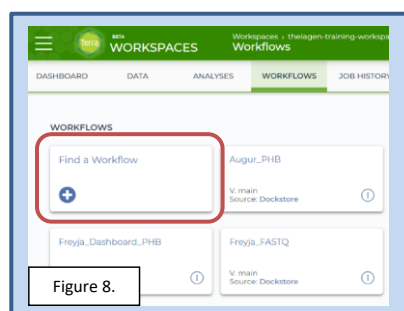 Terra
BETA
WORKSPACES
Workspaces › theiagen-training-workspa
Workflows
DASHBOARD DATA ANALYSES WORKFLOWS JOB HISTORY
WORKFLOWS
Find a Workflow
Augur_PHB
V. main
Source: Dockstore
Freyja_Dashboard_PHB
Freyja_FASTQ
V. main
Source: Dockstore
Figure 8.